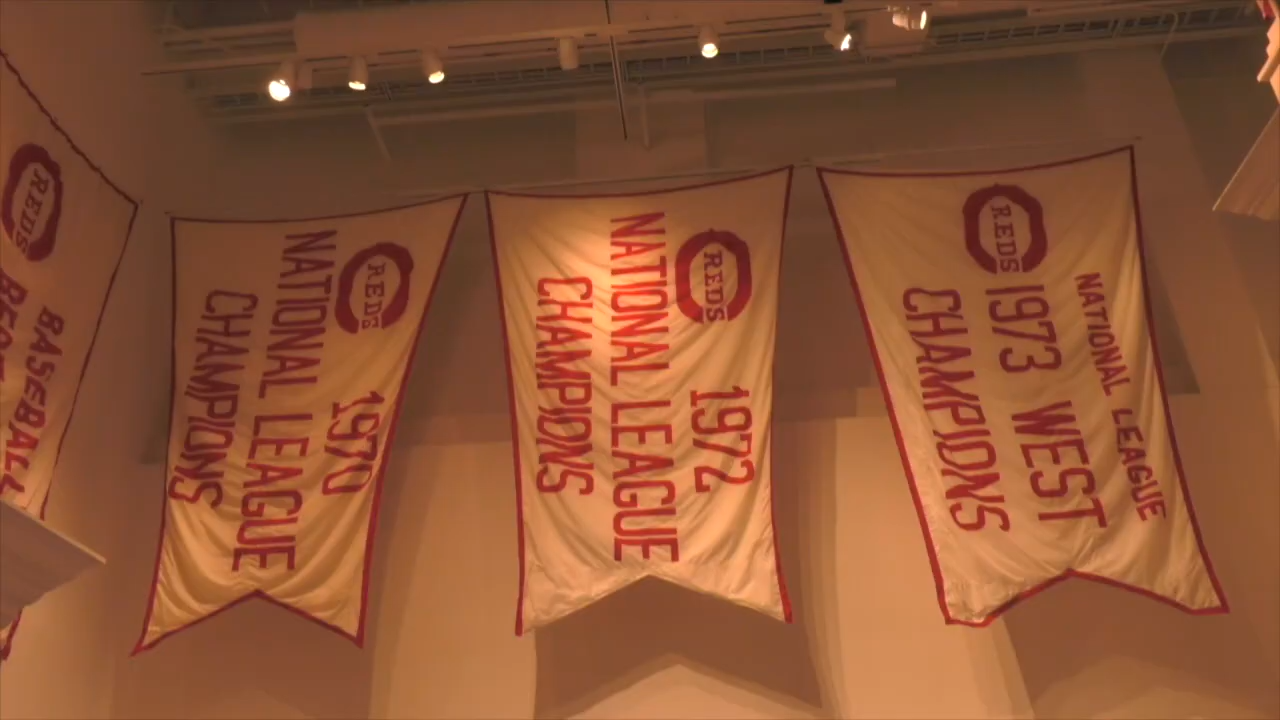 REDS
BASEBALL'S
REDS
1970
NATIONAL LEAGUE
CHAMPIONS
REDS
1972
NATIONAL LEAGUE
CHAMPIONS
NATIONAL LEAGUE
REDS
1973 WEST
CHAMPIONS